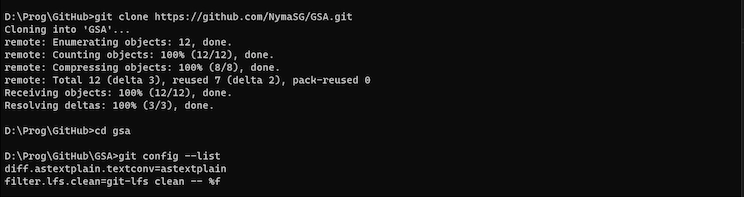 D:\Prog\GitHub>git clone https://github.com/NymaSG/GSA.git
Cloning into 'GSA'...
remote: Enumerating objects: 12, done.
remote: Counting objects: 100% (12/12), done.
remote: Compressing objects: 100% (8/8), done.
remote: Total 12 (delta 3), reused 7 (delta 2), pack-reused 0
Receiving objects: 100% (12/12), done.
Resolving deltas: 100% (3/3), done.
D:\Prog\GitHub>cd gsa
D:\Prog\GitHub\GSA>git config --list
diff.astextplain.textconv=astextplain
filter.lfs.clean=git-lfs clean -- %f